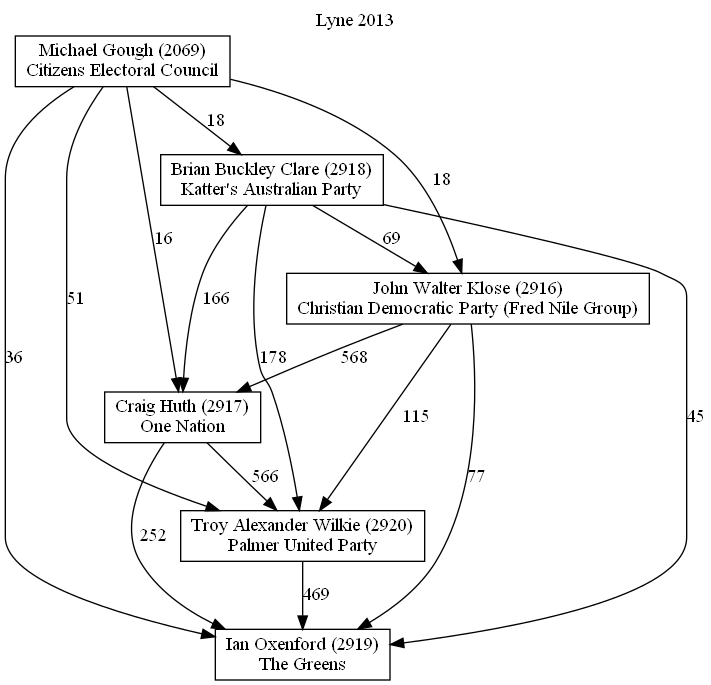 Lyne 2013
Michael Gough (2069)
Citizens Electoral Council
18
Brian Buckley Clare (2918)
Katter's Australian Party
18
16
69
John Walter Klose (2916)
Christian Democratic Party (Fred Nile Group)
36
51
166
178
568
Craig Huth (2917)
One Nation
115
45
566
77
Troy Alexander Wilkie (2920)
Palmer United Party
252
469
Ian Oxenford (2919)
The Greens